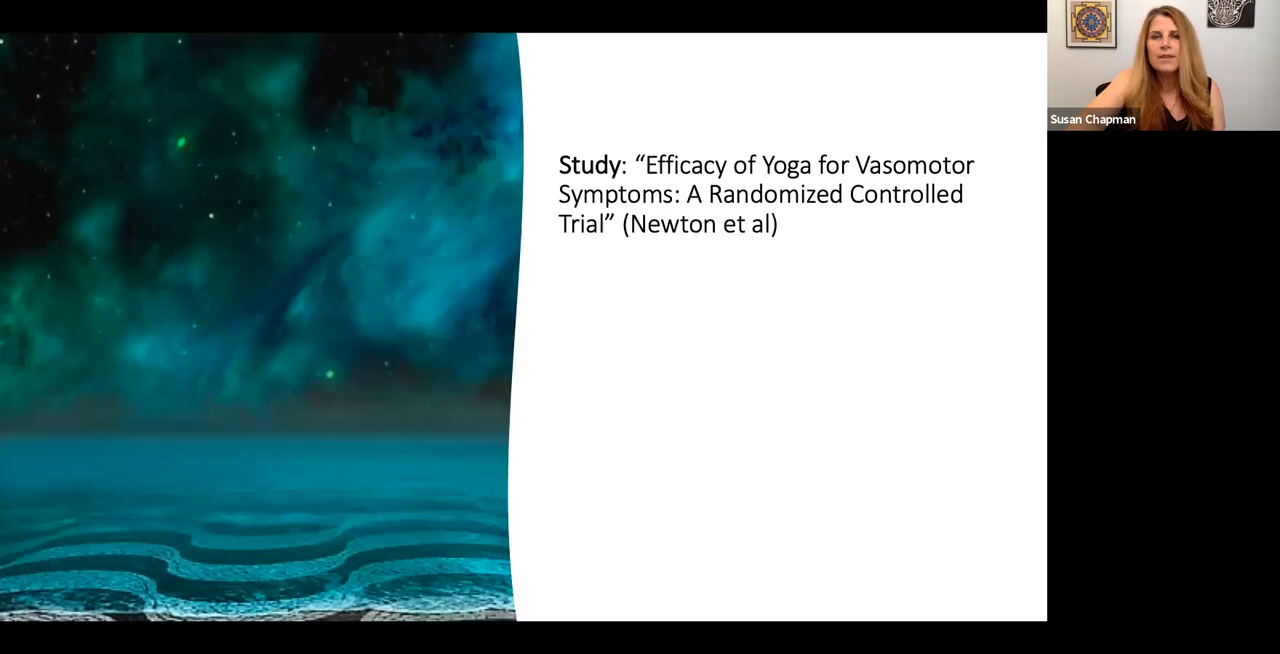 Study: “Efficacy of Yoga for Vasomotor
Symptoms: A Randomized Controlled
Trial” (Newton et al)
Susan Chapman